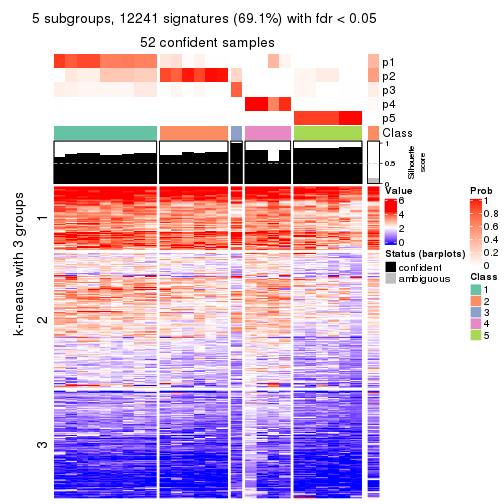 5 subgroups, 12241 signatures (69.1%) with fdr < 0.05
52 confident samples
p1
p2
p3
p4
p5
Class
1
0.5
0
Silhouette
score
k-means with 3 groups
1
2
3
Value
6
4
2
0
Status (barplots)
confident
ambiguous
Prob
1
0.8
0.6
0.4
0.2
0
Class
1
2
3
4
5